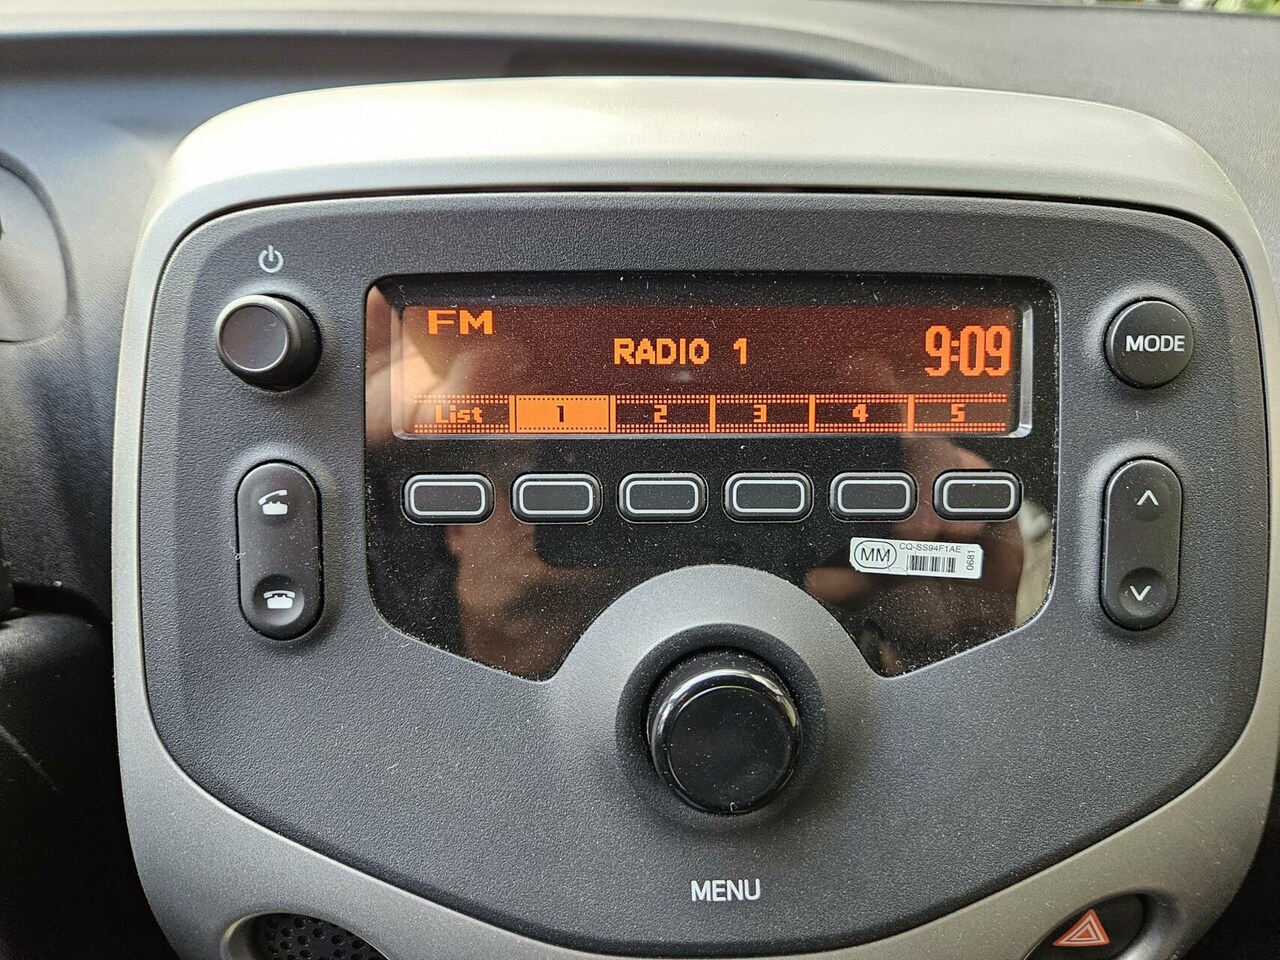 FM
RADIO 1
9:09
List 1 2 3 4 5
MODE
MM
CQ-SS94F1AE
0681
MENU